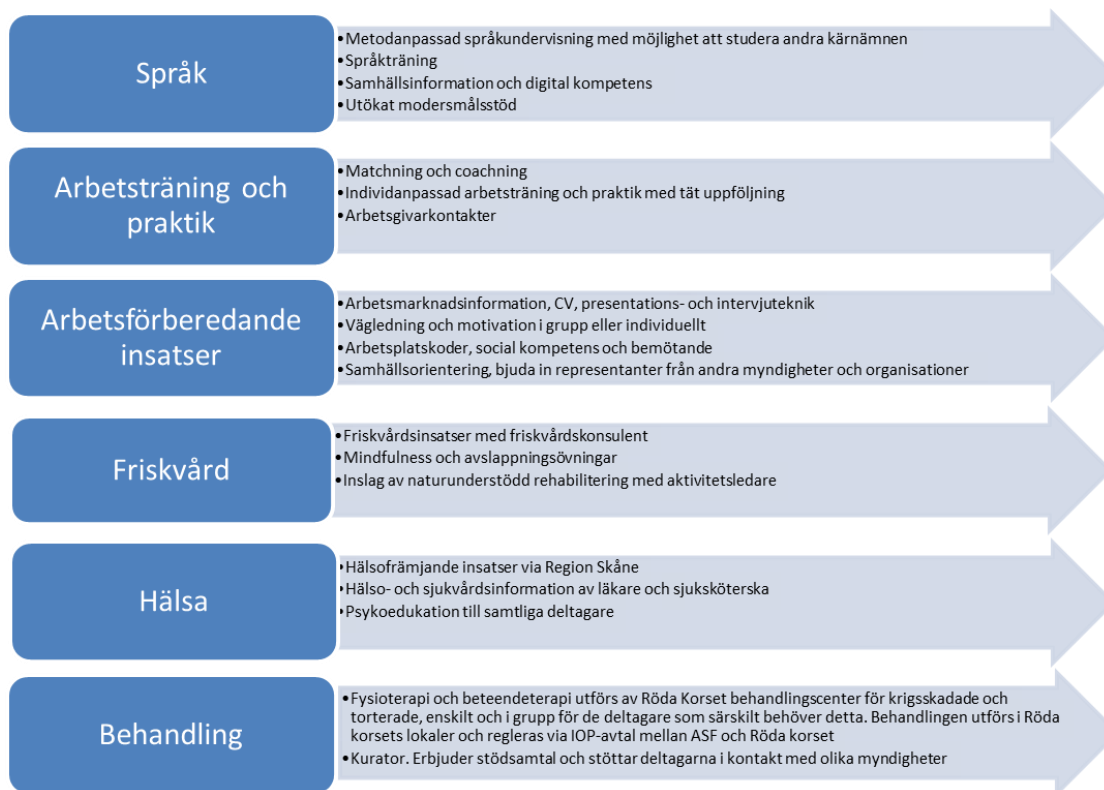 Språk
•Metodanpassad språkundervisning med möjlighet att studera andra kärnämnen
•Språkträning
•Samhällsinformation och digital kompetens
•Utökat modersmålsstöd
Arbetsträning och
praktik
•Matchning och coachning
•Individanpassad arbetsträning och praktik med tät uppföljning
•Arbetsgivarkontakter
Arbetsförberedande
insatser
•Arbetsmarknadsinformation, CV, presentations- och intervjuteknik
•Vägledning och motivation i grupp eller individuellt
•Arbetsplatskoder, social kompetens och bemötande
•Samhällsorientering, bjuda in representanter från andra myndigheter och organisationer
Friskvård
•Friskvårdsinsatser med friskvårdskonsulent
•Mindfulness och avslappningsövningar
•Inslag av naturunderstödd rehabilitering med aktivitetsledare
Hälsa
•Hälsofrämjande insatser via Region Skåne
•Hälso- och sjukvårdsinformation av läkare och sjuksköterska
•Psykoedukation till samtliga deltagare
Behandling
•Fysioterapi och beteendeterapi utförs av Röda Korset behandlingscenter för krigsskadade och
torterade, enskilt och i grupp för de deltagare som särskilt behöver detta. Behandlingen utförs i Röda
korsets lokaler och regleras via IOP-avtal mellan ASF och Röda korset
•Kurator. Erbjuder stödsamtal och stöttar deltagarna i kontakt med olika myndigheter